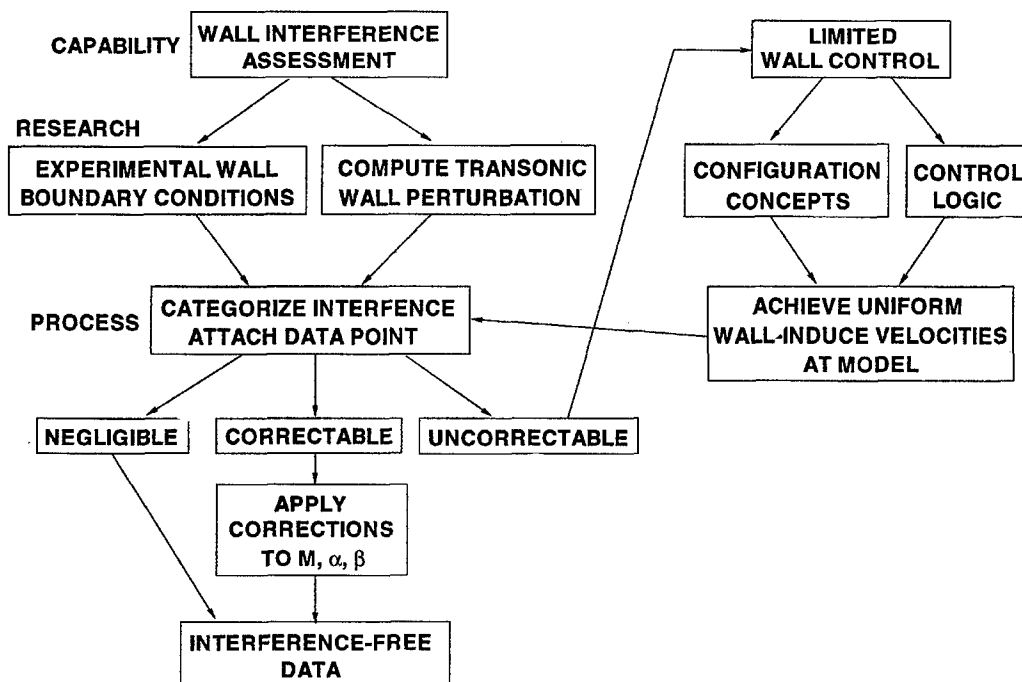 CAPABILITY
WALL INTERFERENCE
ASSESSMENT
LIMITED
WALL CONTROL
RESEARCH
EXPERIMENTAL WALL
BOUNDARY CONDITIONS
COMPUTE TRANSONIC
WALL PERTURBATION
CONFIGURATION
CONCEPTS
CONTROL
LOGIC
PROCESS
CATEGORIZE INTERFENCE
ATTACH DATA POINT
ACHIEVE UNIFORM
WALL-INDUCE VELOCITIES
AT MODEL
NEGLIGIBLE
CORRECTABLE
UNCORRECTABLE
APPLY
CORRECTIONS
TO M, α, β
INTERFERENCE-FREE
DATA